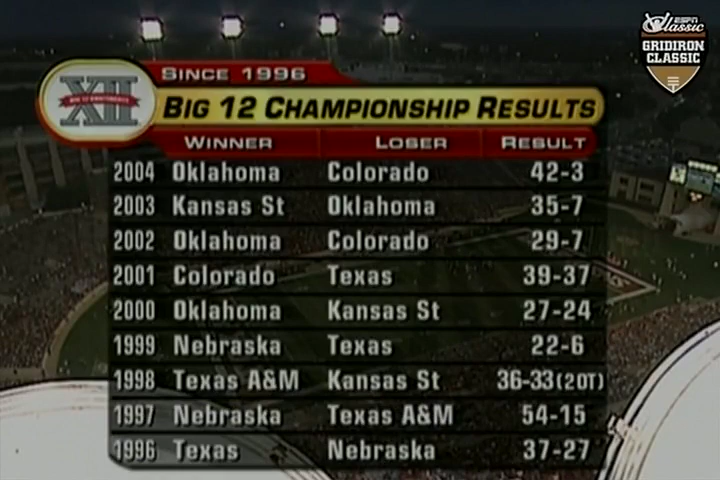 ESPN
Classic
GRIDIRON
CLASSIC
SINCE 1996
XII
BIG 12 CHAMPIONSHIP RESULTS
WINNER LOSER RESULT
2004 Oklahoma Colorado 42-3
2003 Kansas St Oklahoma 35-7
2002 Oklahoma Colorado 29-7
2001 Colorado Texas 39-37
2000 Oklahoma Kansas St 27-24
1999 Nebraska Texas 22-6
1998 Texas A&M Kansas St 36-33(2OT)
1997 Nebraska Texas A&M 54-15
1996 Texas Nebraska 37-27